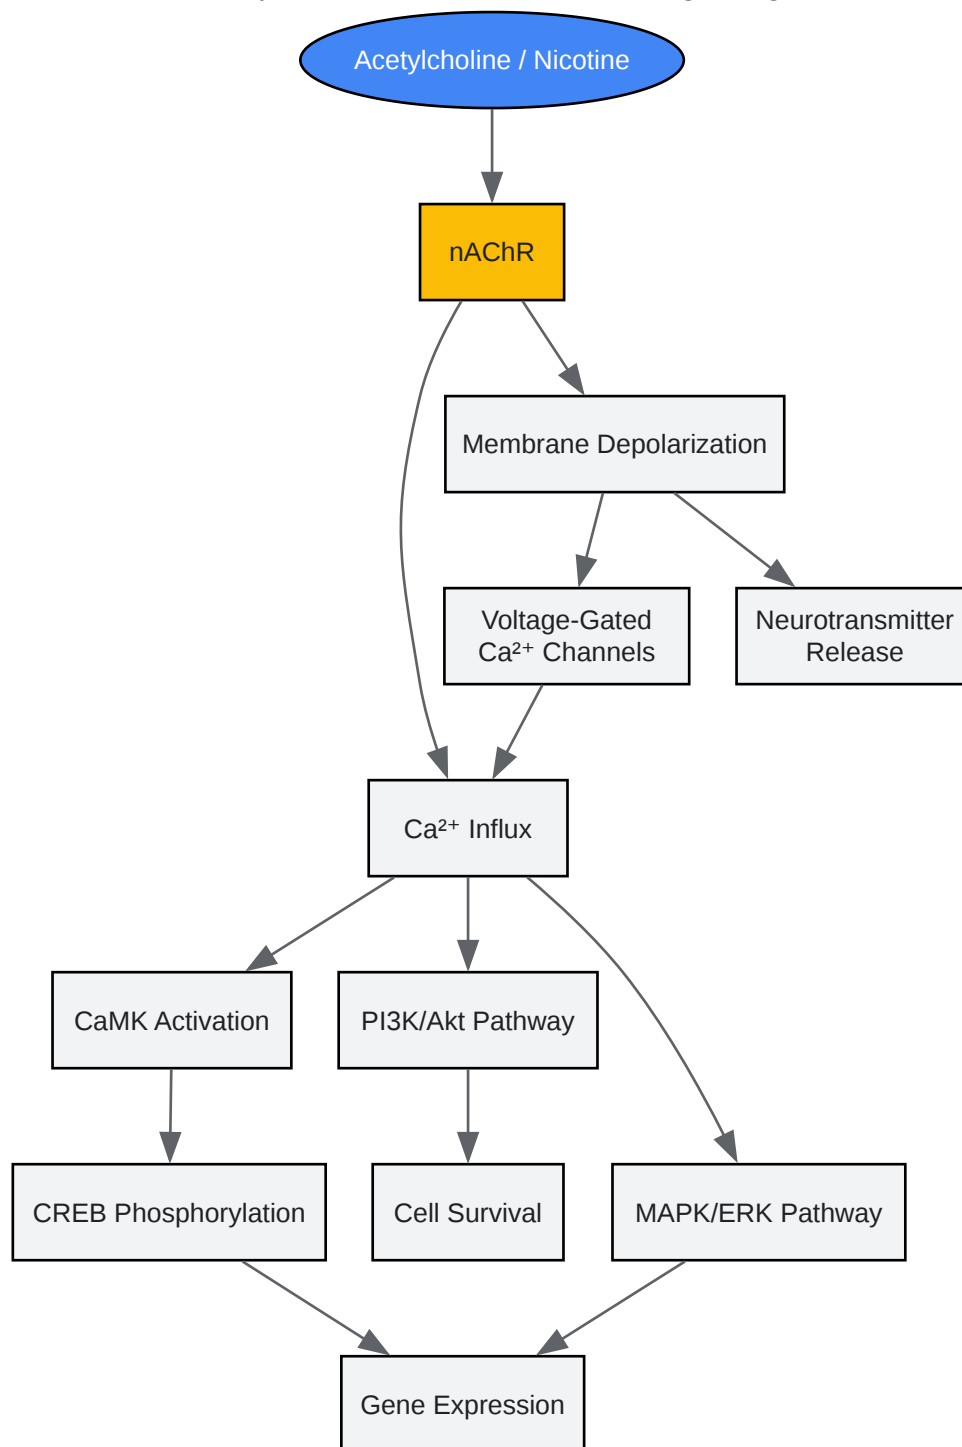 Acetylcholine / Nicotine
nAChR
Membrane Depolarization
Voltage-Gated
Ca²⁺ Channels
Neurotransmitter
Release
Ca²⁺ Influx
CaMK Activation
PI3K/Akt Pathway
CREB Phosphorylation
Cell Survival
MAPK/ERK Pathway
Gene Expression